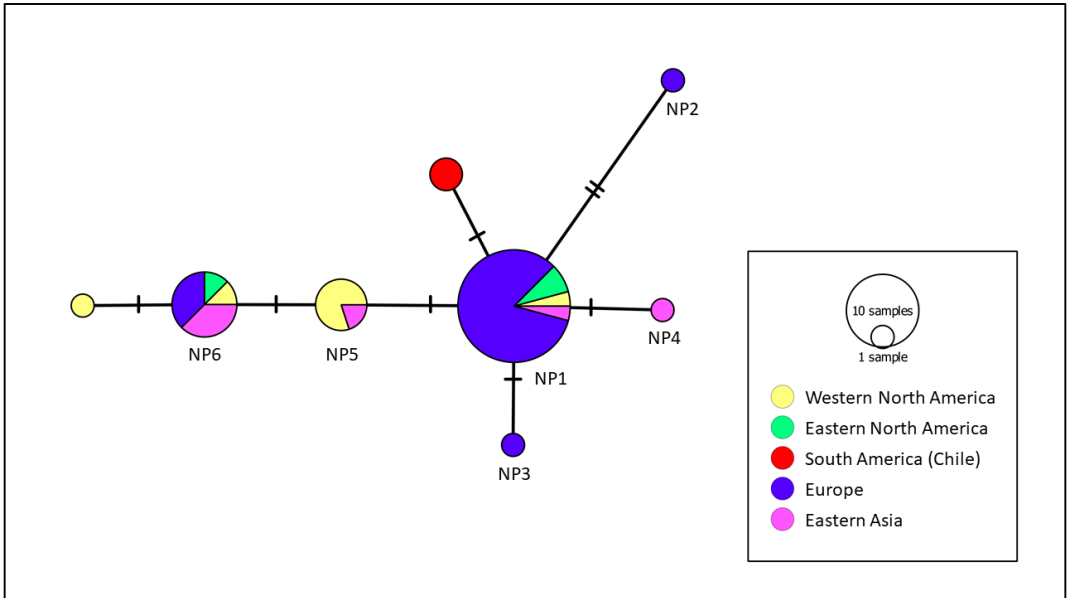 NP2
NP6
NP5
NP4
NP1
NP3
10 samples
1 sample
Western North America
Eastern North America
South America (Chile)
Europe
Eastern Asia